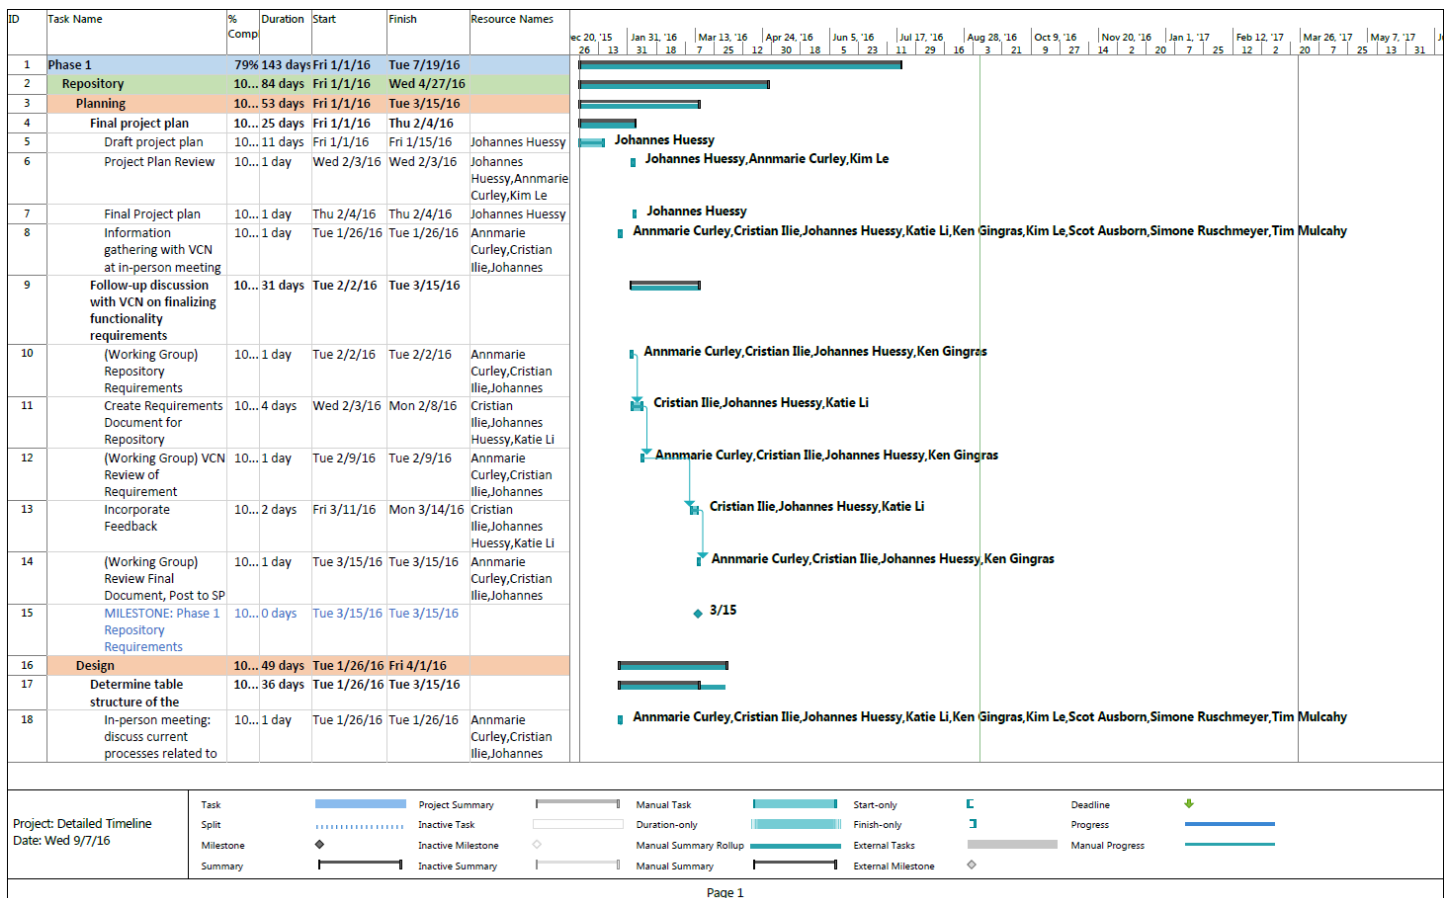 ID Task Name % Comp Duration Start Finish Resource Names
ec 20, '15 Jan 31, '16 Mar 13, '16 Apr 24, '16 Jun 5, '16 Jul 17, '16 Aug 28, '16 Oct 9, '16 Nov 20, '16 Jan 1, '17 Feb 12, '17 Mar 26, '17 May 7, '17
26 13 31 18 7 25 12 30 18 5 23 11 29 16 3 21 9 27 14 2 20 7 25 12 2 20 7 25 13 31
1 Phase 1 79% 143 days Fri 1/1/16 Tue 7/19/16
2 Repository 10... 84 days Fri 1/1/16 Wed 4/27/16
3 Planning 10... 53 days Fri 1/1/16 Tue 3/15/16
4 Final project plan 10... 25 days Fri 1/1/16 Thu 2/4/16
5 Draft project plan 10... 11 days Fri 1/1/16 Fri 1/15/16 Johannes Huessy Johannes Huessy
6 Project Plan Review 10... 1 day Wed 2/3/16 Wed 2/3/16 Johannes Johannes Huessy,Annmarie Curley,Kim Le
Huessy,Annmarie
Curley,Kim Le
7 Final Project plan 10... 1 day Thu 2/4/16 Thu 2/4/16 Johannes Huessy Johannes Huessy
8 Information 10... 1 day Tue 1/26/16 Tue 1/26/16 Annmarie Annmarie Curley,Cristian Ilie,Johannes Huessy,Katie Li,Ken Gingras,Kim Le,Scot Ausborn,Simone Ruschmeyer,Tim Mulcahy
gathering with VCN Curley,Cristian
at in-person meeting Ilie,Johannes
9 Follow-up discussion 10... 31 days Tue 2/2/16 Tue 3/15/16
with VCN on finalizing
functionality
requirements
10 (Working Group) 10... 1 day Tue 2/2/16 Tue 2/2/16 Annmarie Annmarie Curley,Cristian Ilie,Johannes Huessy,Ken Gingras
Repository Curley,Cristian
Requirements Ilie,Johannes
11 Create Requirements 10... 4 days Wed 2/3/16 Mon 2/8/16 Cristian Cristian Ilie,Johannes Huessy,Katie Li
Document for Ilie,Johannes
Repository Huessy,Katie Li
12 (Working Group) VCN 10... 1 day Tue 2/9/16 Tue 2/9/16 Annmarie Annmarie Curley,Cristian Ilie,Johannes Huessy,Ken Gingras
Review of Curley,Cristian
Requirement Ilie,Johannes
13 Incorporate 10... 2 days Fri 3/11/16 Mon 3/14/16 Cristian Cristian Ilie,Johannes Huessy,Katie Li
Feedback Ilie,Johannes
Huessy,Katie Li
14 (Working Group) 10... 1 day Tue 3/15/16 Tue 3/15/16 Annmarie Annmarie Curley,Cristian Ilie,Johannes Huessy,Ken Gingras
Review Final Curley,Cristian
Document, Post to SP Ilie,Johannes
15 MILESTONE: Phase 1 10... 0 days Tue 3/15/16 Tue 3/15/16 3/15
Repository
Requirements
16 Design 10... 49 days Tue 1/26/16 Fri 4/1/16
17 Determine table 10... 36 days Tue 1/26/16 Tue 3/15/16
structure of the
18 In-person meeting: 10... 1 day Tue 1/26/16 Tue 1/26/16 Annmarie Annmarie Curley,Cristian Ilie,Johannes Huessy,Katie Li,Ken Gingras,Kim Le,Scot Ausborn,Simone Ruschmeyer,Tim Mulcahy
discuss current Curley,Cristian
processes related to Ilie,Johannes
Project: Detailed Timeline
Date: Wed 9/7/16
Task Project Summary Manual Task Start-only Deadline
Split Inactive Task Duration-only Finish-only Progress
Milestone Inactive Milestone Manual Summary Rollup External Tasks Manual Progress
Summary Inactive Summary Manual Summary External Milestone
Page 1